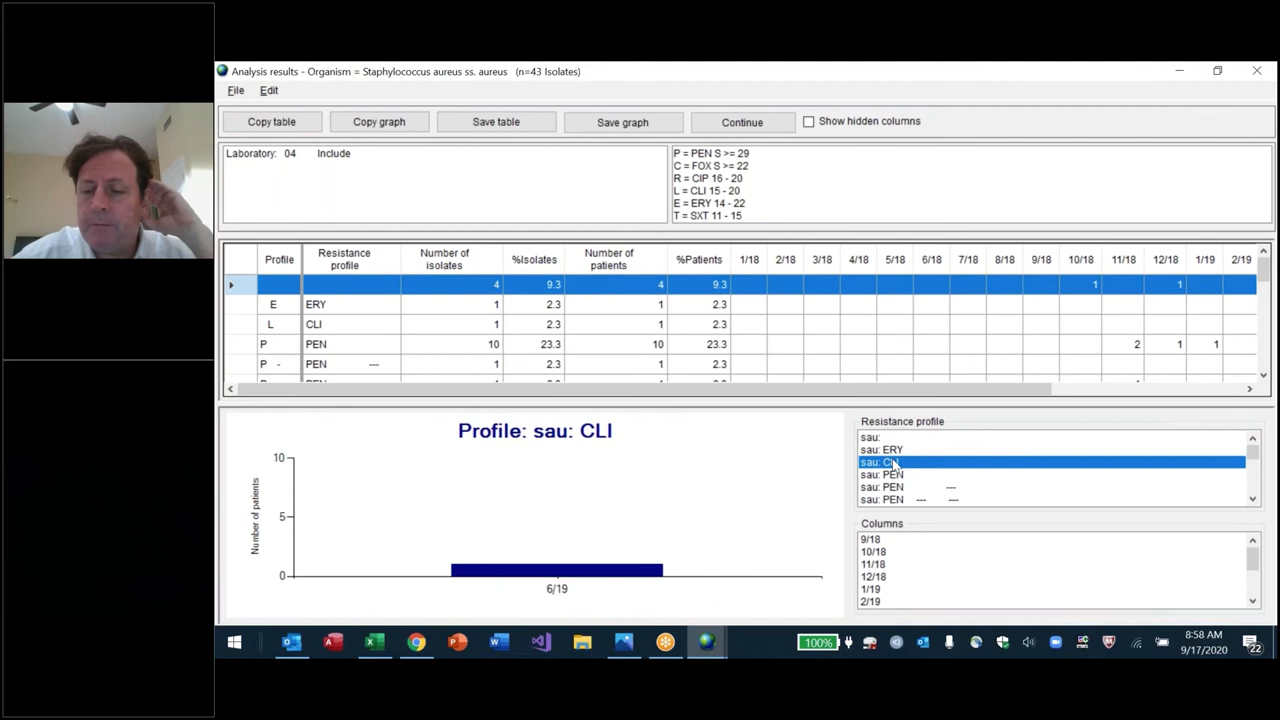 Analysis results - Organism = Staphylococcus aureus ss. aureus (n=43 Isolates)
File Edit
Copy table Copy graph Save table Save graph Continue Show hidden columns
Laboratory: 04 Include
P = PEN S >= 29
C = FOX S >= 22
R = CIP 16 - 20
L = CLI 15 - 20
E = ERY 14 - 22
T = SXT 11 - 15
Profile Resistance profile Number of isolates %Isolates Number of patients %Patients 1/18 2/18 3/18 4/18 5/18 6/18 7/18 8/18 9/18 10/18 11/18 12/18 1/19 2/19
4 9.3 4 9.3 1 1
E ERY 1 2.3 1 2.3
L CLI 1 2.3 1 2.3
P PEN 10 23.3 10 23.3 2 1 1
P - PEN --- 1 2.3 1 2.3
Profile: sau: CLI
Number of patients
10
5
0
6/19
Resistance profile
sau:
sau: ERY
sau: CLI
sau: PEN
sau: PEN ---
sau: PEN --- ---
Columns
9/18
10/18
11/18
12/18
1/19
2/19
100%
8:58 AM
9/17/2020
22